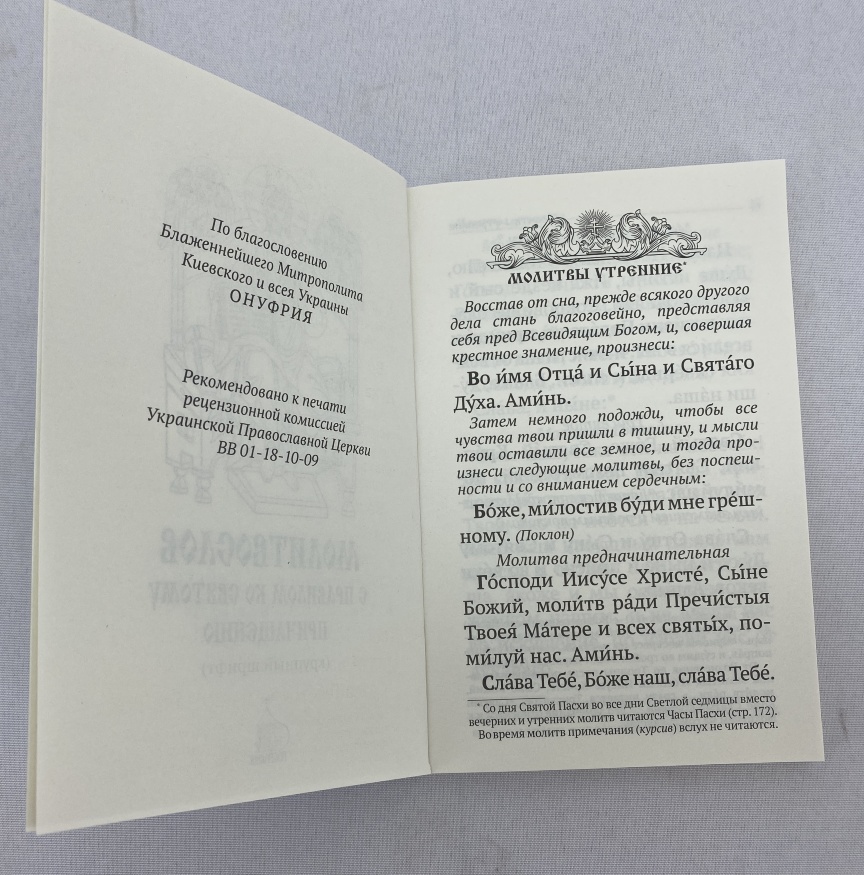 По благословению
Блаженнейшего Митрополита
Киевского и всея Украины
ОНУФРИЯ
Рекомендовано к печати
рецензионной комиссией
Украинской Православной Церкви
ВВ 01-18-10-09
МОЛИТВЫ УТРЕННИЕ*
Восстав от сна, прежде всякого другого
дела стань благоговейно, представляя
себя пред Всевидящим Богом, и, совершая
крестное знамение, произнеси:
Во и́мя Отца́ и Сы́на и Свята́го
Ду́ха. Ами́нь.
Затем немного подожди, чтобы все
чувства твои пришли в тишину, и мысли
твои оставили все земное, и тогда про-
изнеси следующие молитвы, без поспеш-
ности и со вниманием сердечным:
Бо́же, ми́лостив бу́ди мне гре́ш-
ному. (Поклон)
Молитва предначинательная
Го́споди Иису́се Христе́, Сы́не
Божий, моли́тв ра́ди Пречи́стыя
Твоея́ Ма́тере и всех святы́х, по-
ми́луй нас. Ами́нь.
Сла́ва Тебе́, Бо́же наш, сла́ва Тебе́.
* Со дня Святой Пасхи во все дни Светлой седмицы вместо
вечерних и утренних молитв читаются Часы Пасхи (стр. 172).
Во время молитв примечания (курсив) вслух не читаются.